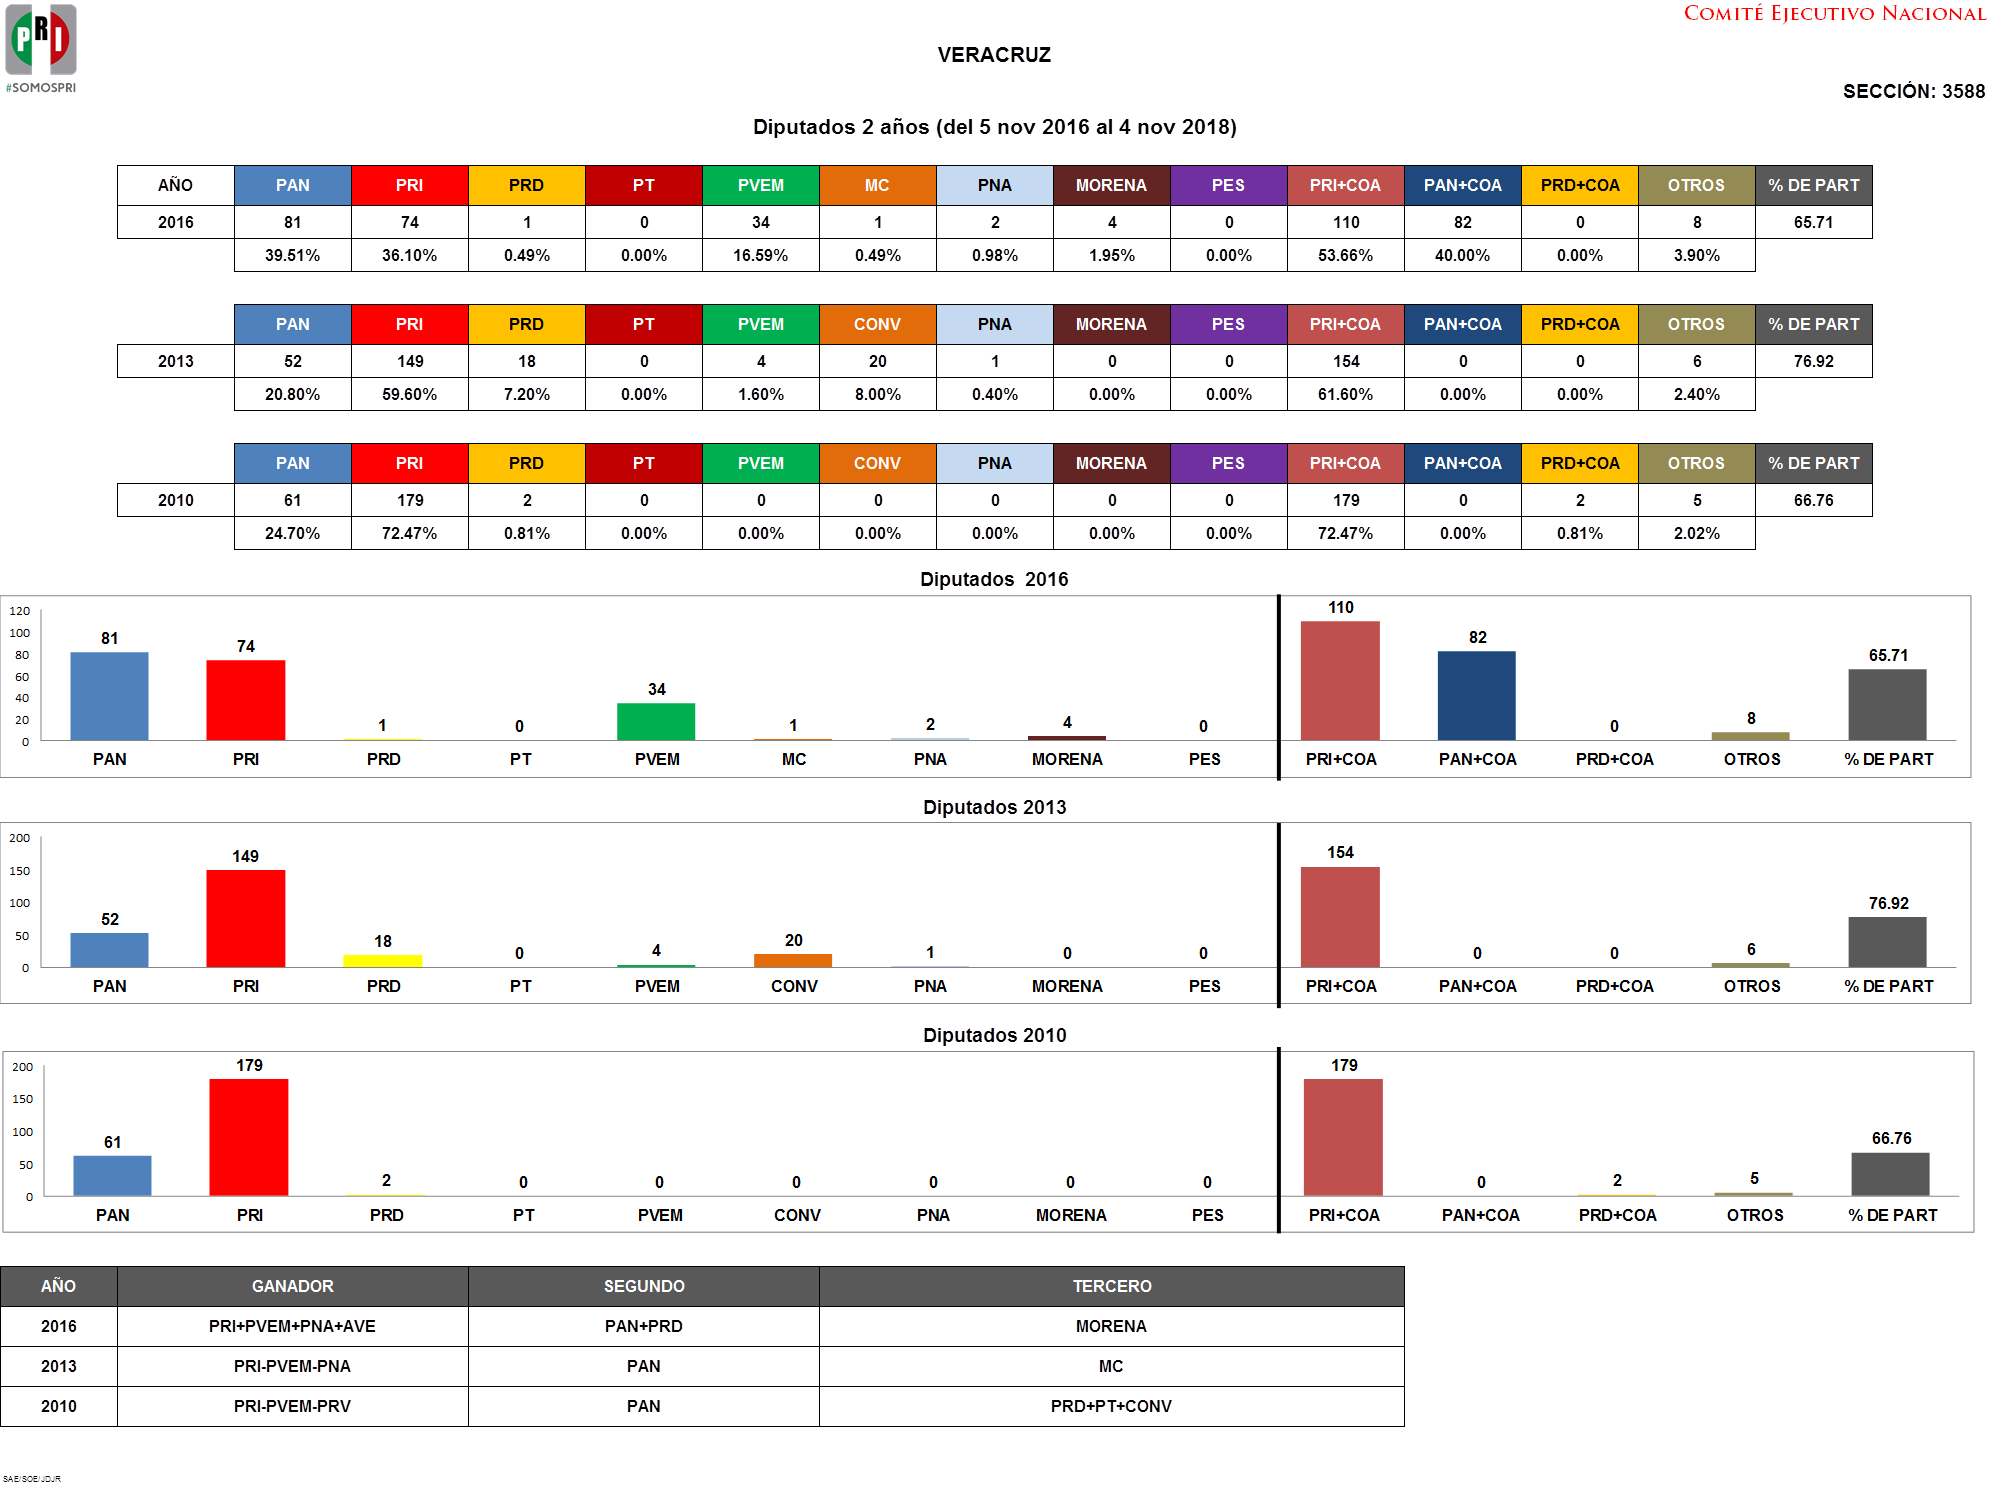 PRI
#SOMOSPRI
COMITÉ EJECUTIVO NACIONAL
VERACRUZ
SECCIÓN: 3588
Diputados 2 años (del 5 nov 2016 al 4 nov 2018)
AÑO PAN PRI PRD PT PVEM MC PNA MORENA PES PRI+COA PAN+COA PRD+COA OTROS % DE PART
2016 81 74 1 0 34 1 2 4 0 110 82 0 8 65.71
39.51% 36.10% 0.49% 0.00% 16.59% 0.49% 0.98% 1.95% 0.00% 53.66% 40.00% 0.00% 3.90%
PAN PRI PRD PT PVEM CONV PNA MORENA PES PRI+COA PAN+COA PRD+COA OTROS % DE PART
2013 52 149 18 0 4 20 1 0 0 154 0 0 6 76.92
20.80% 59.60% 7.20% 0.00% 1.60% 8.00% 0.40% 0.00% 0.00% 61.60% 0.00% 0.00% 2.40%
PAN PRI PRD PT PVEM CONV PNA MORENA PES PRI+COA PAN+COA PRD+COA OTROS % DE PART
2010 61 179 2 0 0 0 0 0 0 179 0 2 5 66.76
24.70% 72.47% 0.81% 0.00% 0.00% 0.00% 0.00% 0.00% 0.00% 72.47% 0.00% 0.81% 2.02%
Diputados 2016
120
100
80
60
40
20
0
81 74 1 0 34 1 2 4 0 110 82 0 8 65.71
PAN PRI PRD PT PVEM MC PNA MORENA PES PRI+COA PAN+COA PRD+COA OTROS % DE PART
Diputados 2013
200
150
100
50
0
52 149 18 0 4 20 1 0 0 154 0 0 6 76.92
PAN PRI PRD PT PVEM CONV PNA MORENA PES PRI+COA PAN+COA PRD+COA OTROS % DE PART
Diputados 2010
200
150
100
50
0
61 179 2 0 0 0 0 0 0 179 0 2 5 66.76
PAN PRI PRD PT PVEM CONV PNA MORENA PES PRI+COA PAN+COA PRD+COA OTROS % DE PART
AÑO GANADOR SEGUNDO TERCERO
2016 PRI+PVEM+PNA+AVE PAN+PRD MORENA
2013 PRI-PVEM-PNA PAN MC
2010 PRI-PVEM-PRV PAN PRD+PT+CONV
SAE/SOE/JDJR